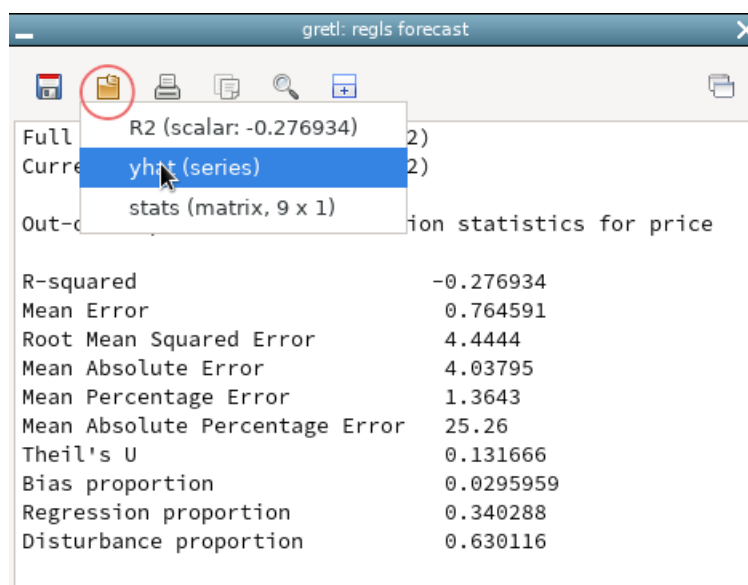 gretl: regls forecast
R2 (scalar: -0.276934)
Full 2)
yhat (series)
Curre 2)
stats (matrix, 9 x 1)
ion statistics for price
R-squared -0.276934
Mean Error 0.764591
Root Mean Squared Error 4.4444
Mean Absolute Error 4.03795
Mean Percentage Error 1.3643
Mean Absolute Percentage Error 25.26
Theil's U 0.131666
Bias proportion 0.0295959
Regression proportion 0.340288
Disturbance proportion 0.630116